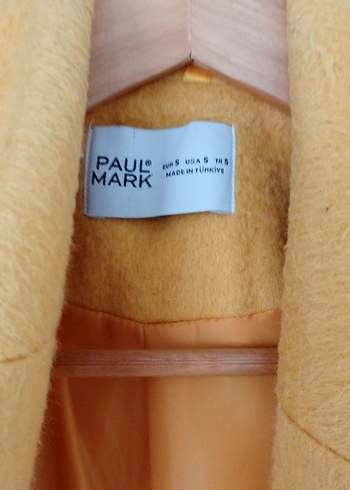 PAUL®
MARK
EUR S USA S TR S
MADE IN TÜRKİYE